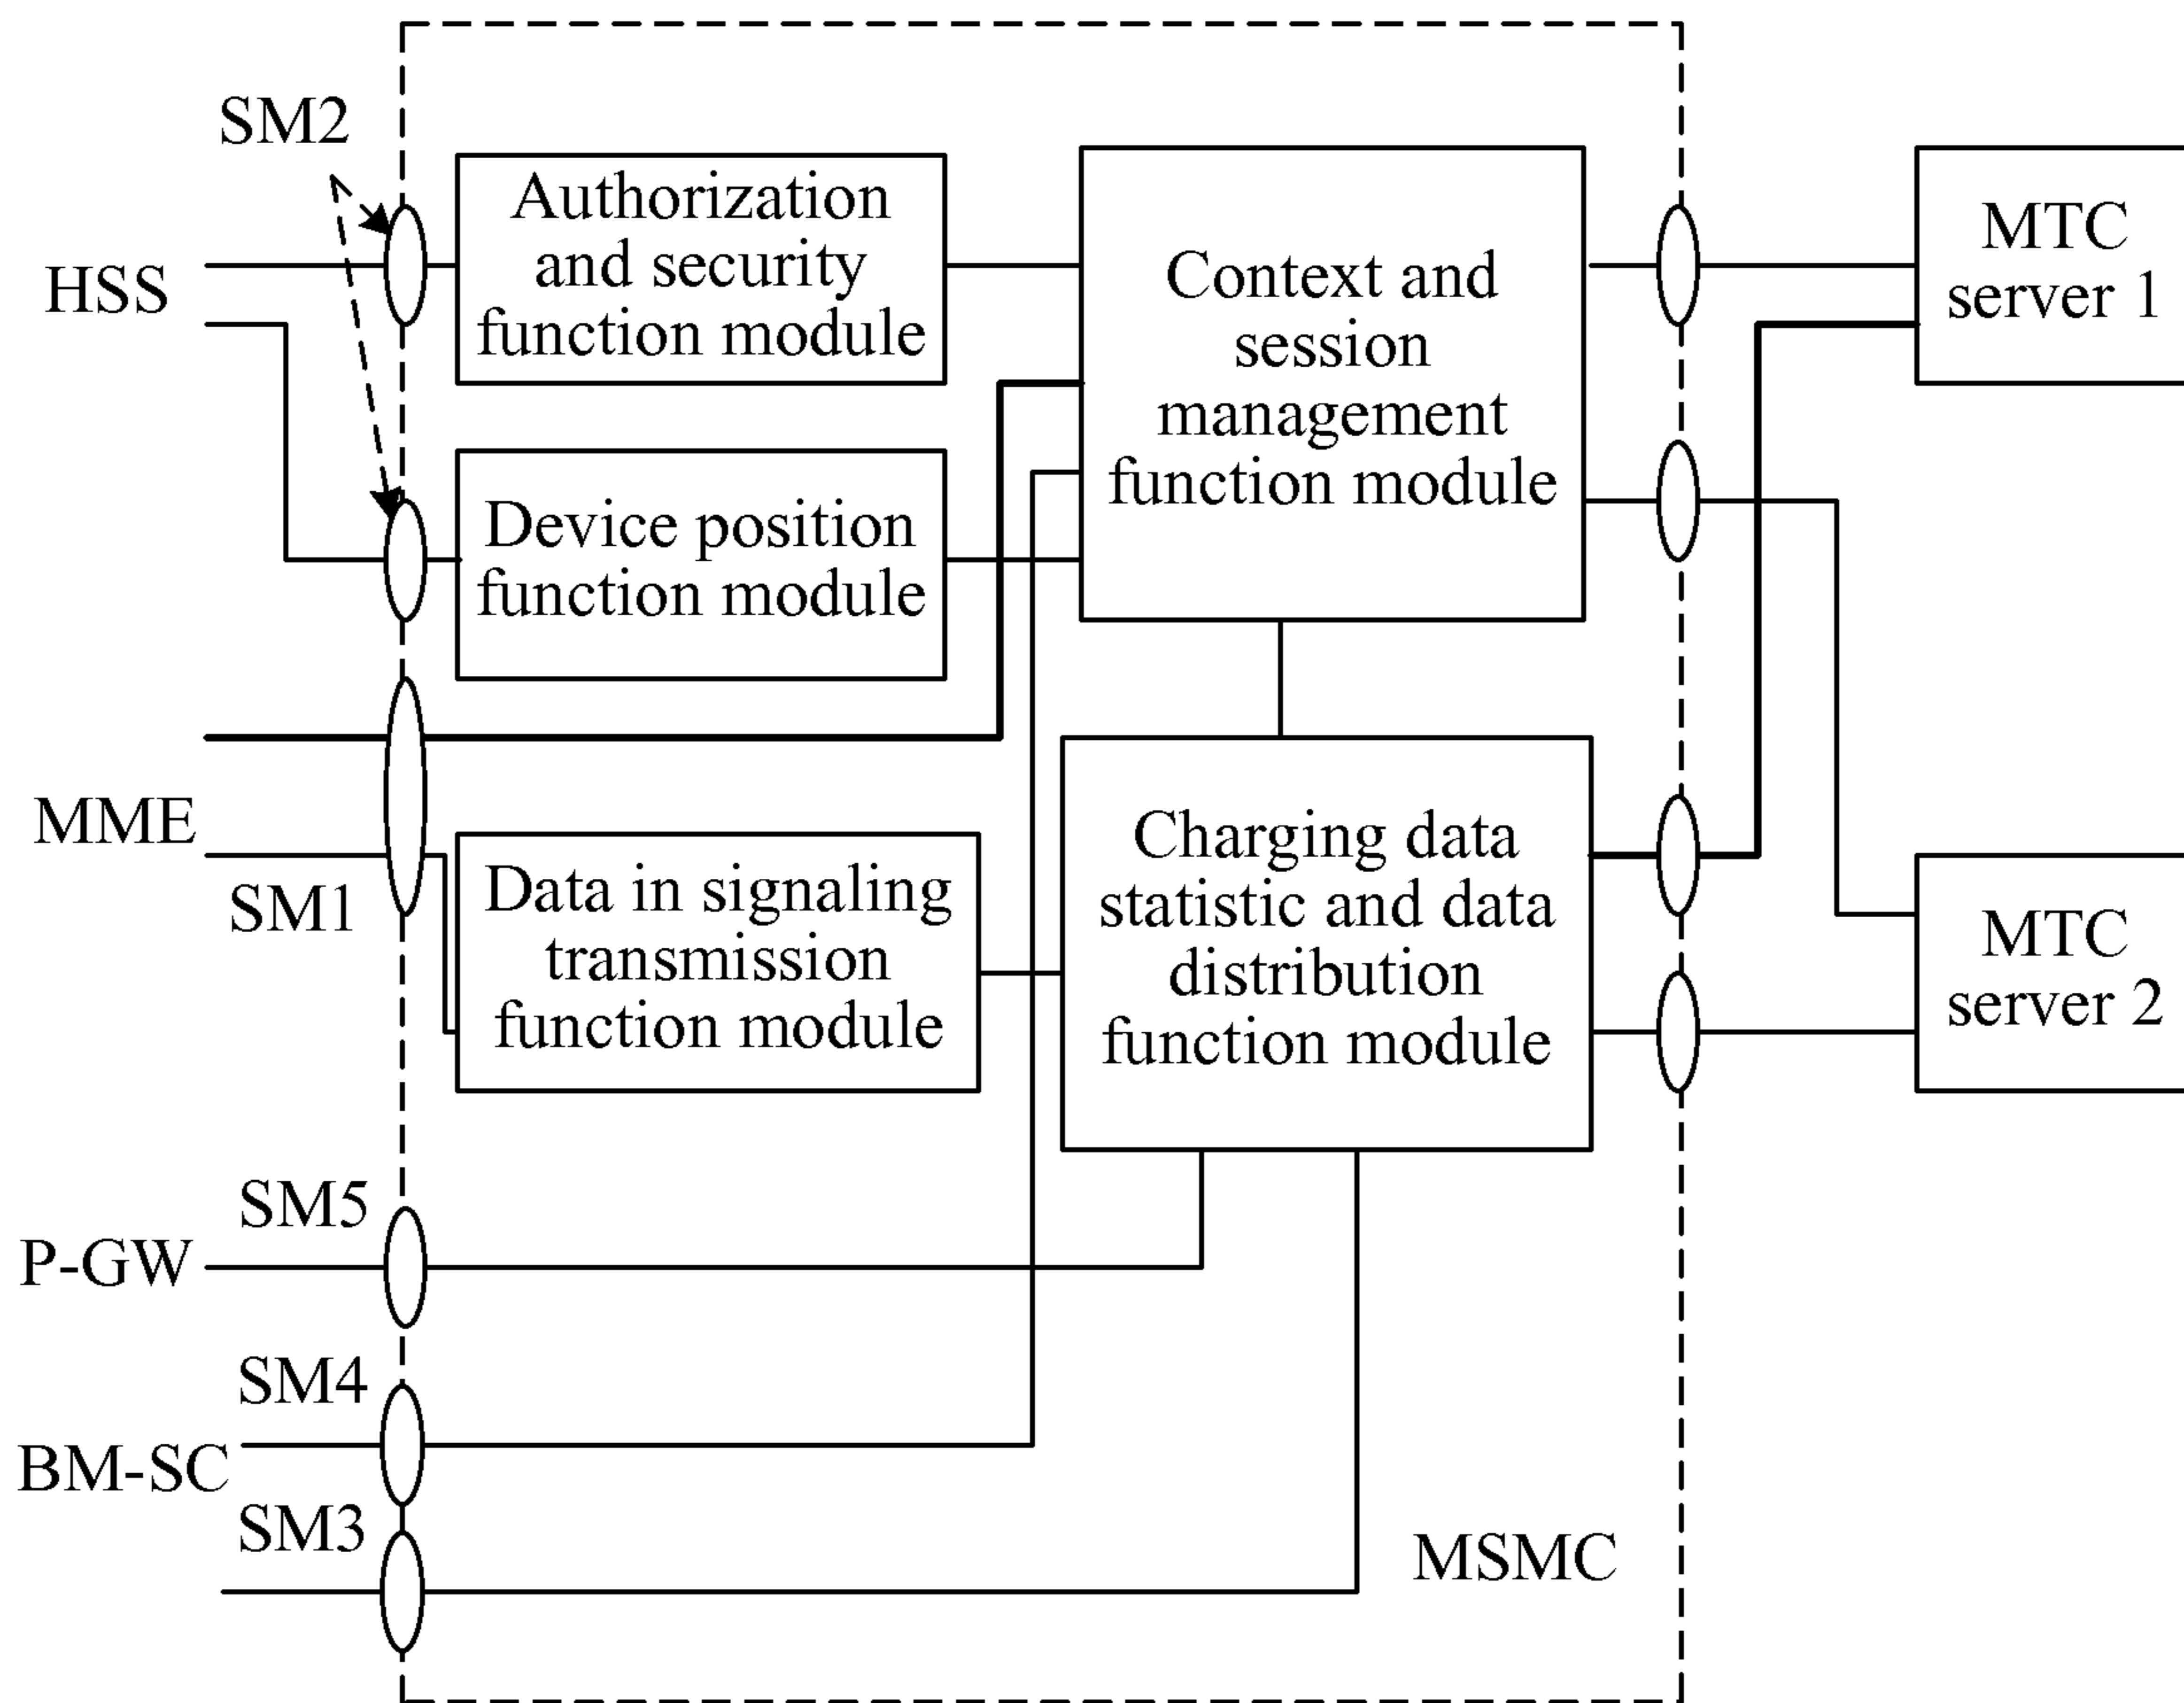 SM2
HSS
Authorization
and security
function module
Context and
session
management
function module
MTC
server 1
Device position
function module
MME
SM1
Data in signaling
transmission
function module
Charging data
statistic and data
distribution
function module
MTC
server 2
SM5
P-GW
SM4
BM-SC
SM3
MSMC